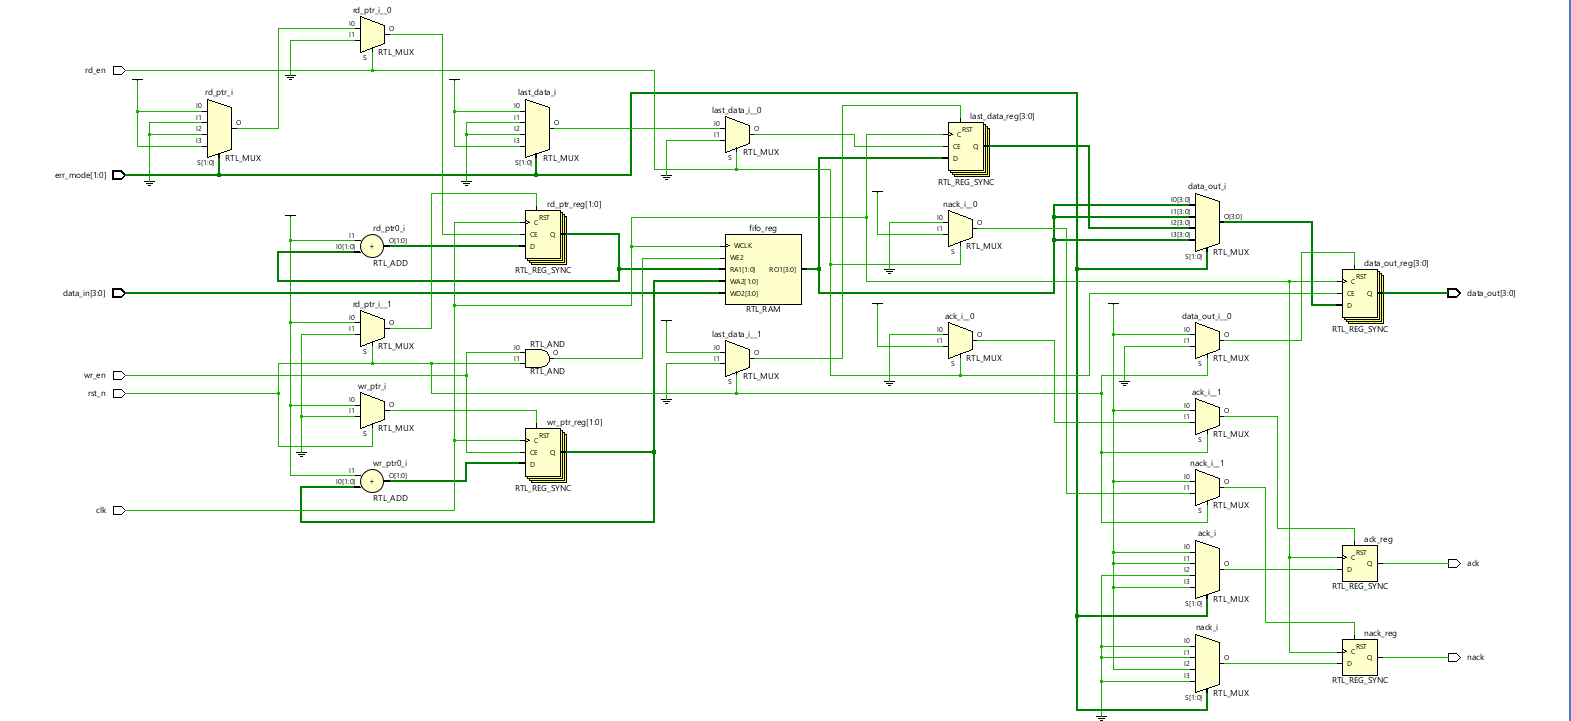 rd_ptr_i__0
I0
O
I1
S
RTL_MUX
rd_en
rd_ptr_i
I0
I1
O
I2
I3
S[1:0]
RTL_MUX
last_data_i
I0
I1
O
I2
I3
S[1:0]
RTL_MUX
last_data_i__0
I0
O
I1
S
RTL_MUX
last_data_reg[3:0]
RST
C
CE
Q
D
RTL_REG_SYNC
err_mode[1:0]
data_out_i
I0[3:0]
I1[3:0]
O[3:0]
I2[3:0]
I3[3:0]
S[1:0]
RTL_MUX
rd_ptr_reg[1:0]
RST
C
CE
Q
D
RTL_REG_SYNC
nack_i__0
I0
O
I1
S
RTL_MUX
rd_ptr0_i
I1
O[1:0]
I0[1:0]
+
RTL_ADD
fifo_reg
WCLK
WE2
RA1[1:0]
RO1[3:0]
WA2[1:0]
WD2[3:0]
RTL_RAM
data_out_reg[3:0]
RST
C
CE
Q
D
RTL_REG_SYNC
data_in[3:0]
data_out[3:0]
rd_ptr_i__1
I0
O
I1
S
RTL_MUX
RTL_AND
I0
O
I1
RTL_AND
last_data_i__1
I0
O
I1
S
RTL_MUX
ack_i__0
I0
O
I1
S
RTL_MUX
data_out_i__0
I0
O
I1
S
RTL_MUX
wr_en
rst_n
wr_ptr_i
I0
O
I1
S
RTL_MUX
ack_i__1
I0
O
I1
S
RTL_MUX
wr_ptr_reg[1:0]
RST
C
CE
Q
D
RTL_REG_SYNC
wr_ptr0_i
I1
O[1:0]
I0[1:0]
+
RTL_ADD
nack_i__1
I0
O
I1
S
RTL_MUX
clk
ack_i
I0
I1
O
I2
I3
S[1:0]
RTL_MUX
ack_reg
RST
C
Q
D
RTL_REG_SYNC
ack
nack_i
I0
I1
O
I2
I3
S[1:0]
RTL_MUX
nack_reg
RST
C
Q
D
RTL_REG_SYNC
nack